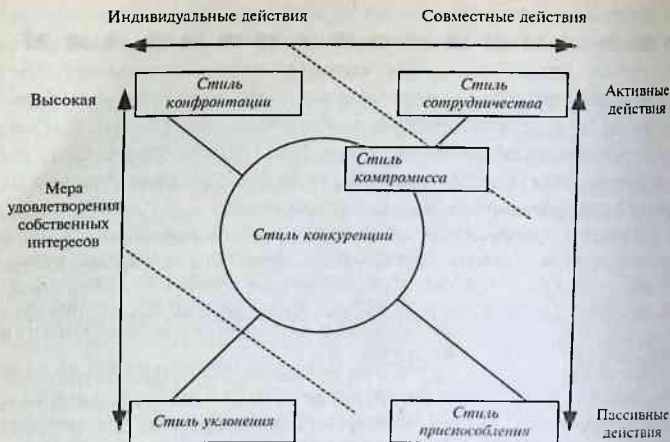 Индивидуальные действия
Совместные действия
Стиль
конфронтации
Стиль
сотрудничества
Высокая
Активные
действия
Стиль
компромисса
Мера
удовлетворения
собственных
интересов
Стиль конкуренции
Стиль уклонения
Стиль
приспособления
Пассивные
действия